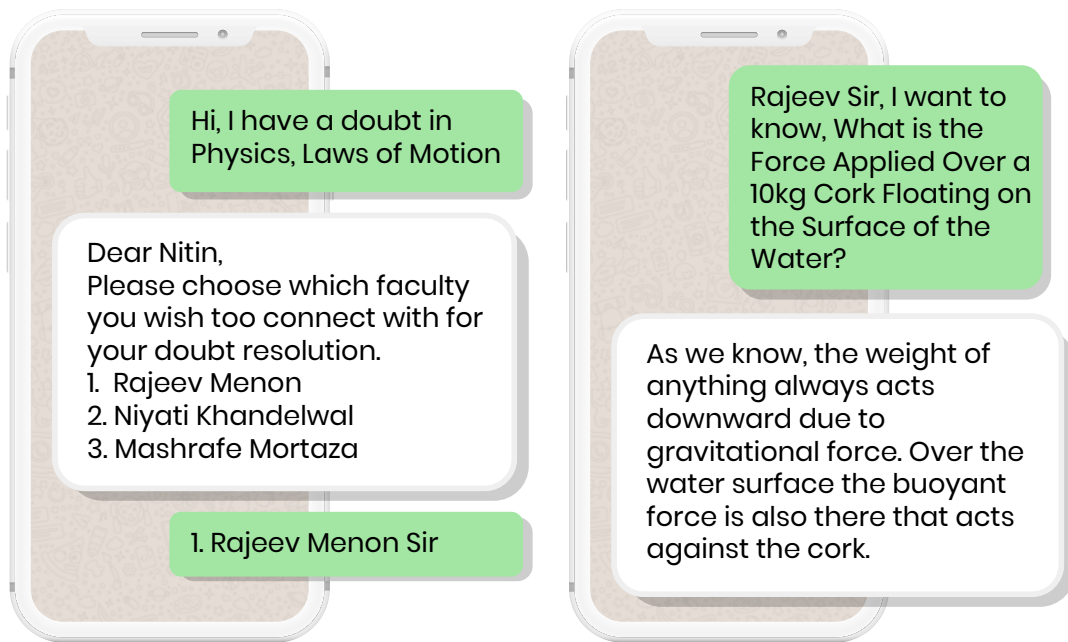 Hi, I have a doubt in
Physics, Laws of Motion
Dear Nitin,
Please choose which faculty
you wish too connect with for
your doubt resolution.
1. Rajeev Menon
2. Niyati Khandelwal
3. Mashrafe Mortaza
1. Rajeev Menon Sir
Rajeev Sir, I want to
know, What is the
Force Applied Over a
10kg Cork Floating on
the Surface of the
Water?
As we know, the weight of
anything always acts
downward due to
gravitational force. Over the
water surface the buoyant
force is also there that acts
against the cork.